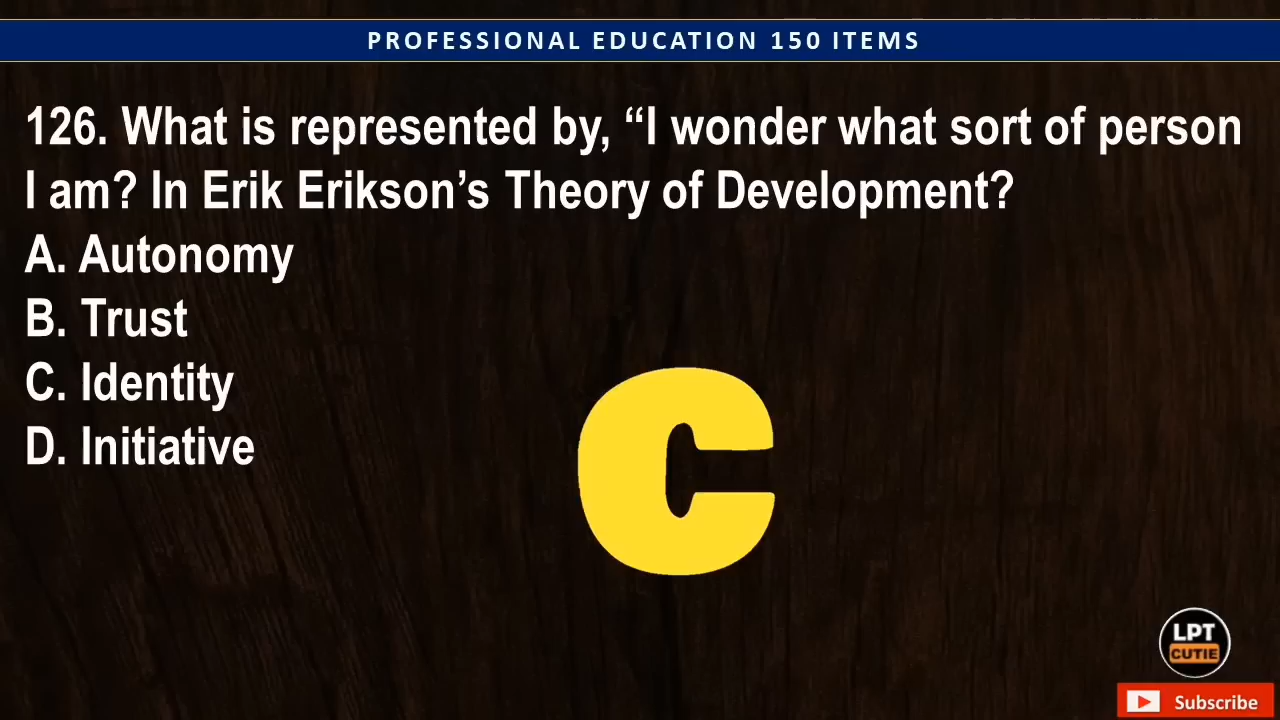 PROFESSIONAL EDUCATION 150 ITEMS
126. What is represented by, “I wonder what sort of person
I am? In Erik Erikson’s Theory of Development?
A. Autonomy
B. Trust
C. Identity
D. Initiative
C
LPT
CUTIE
Subscribe